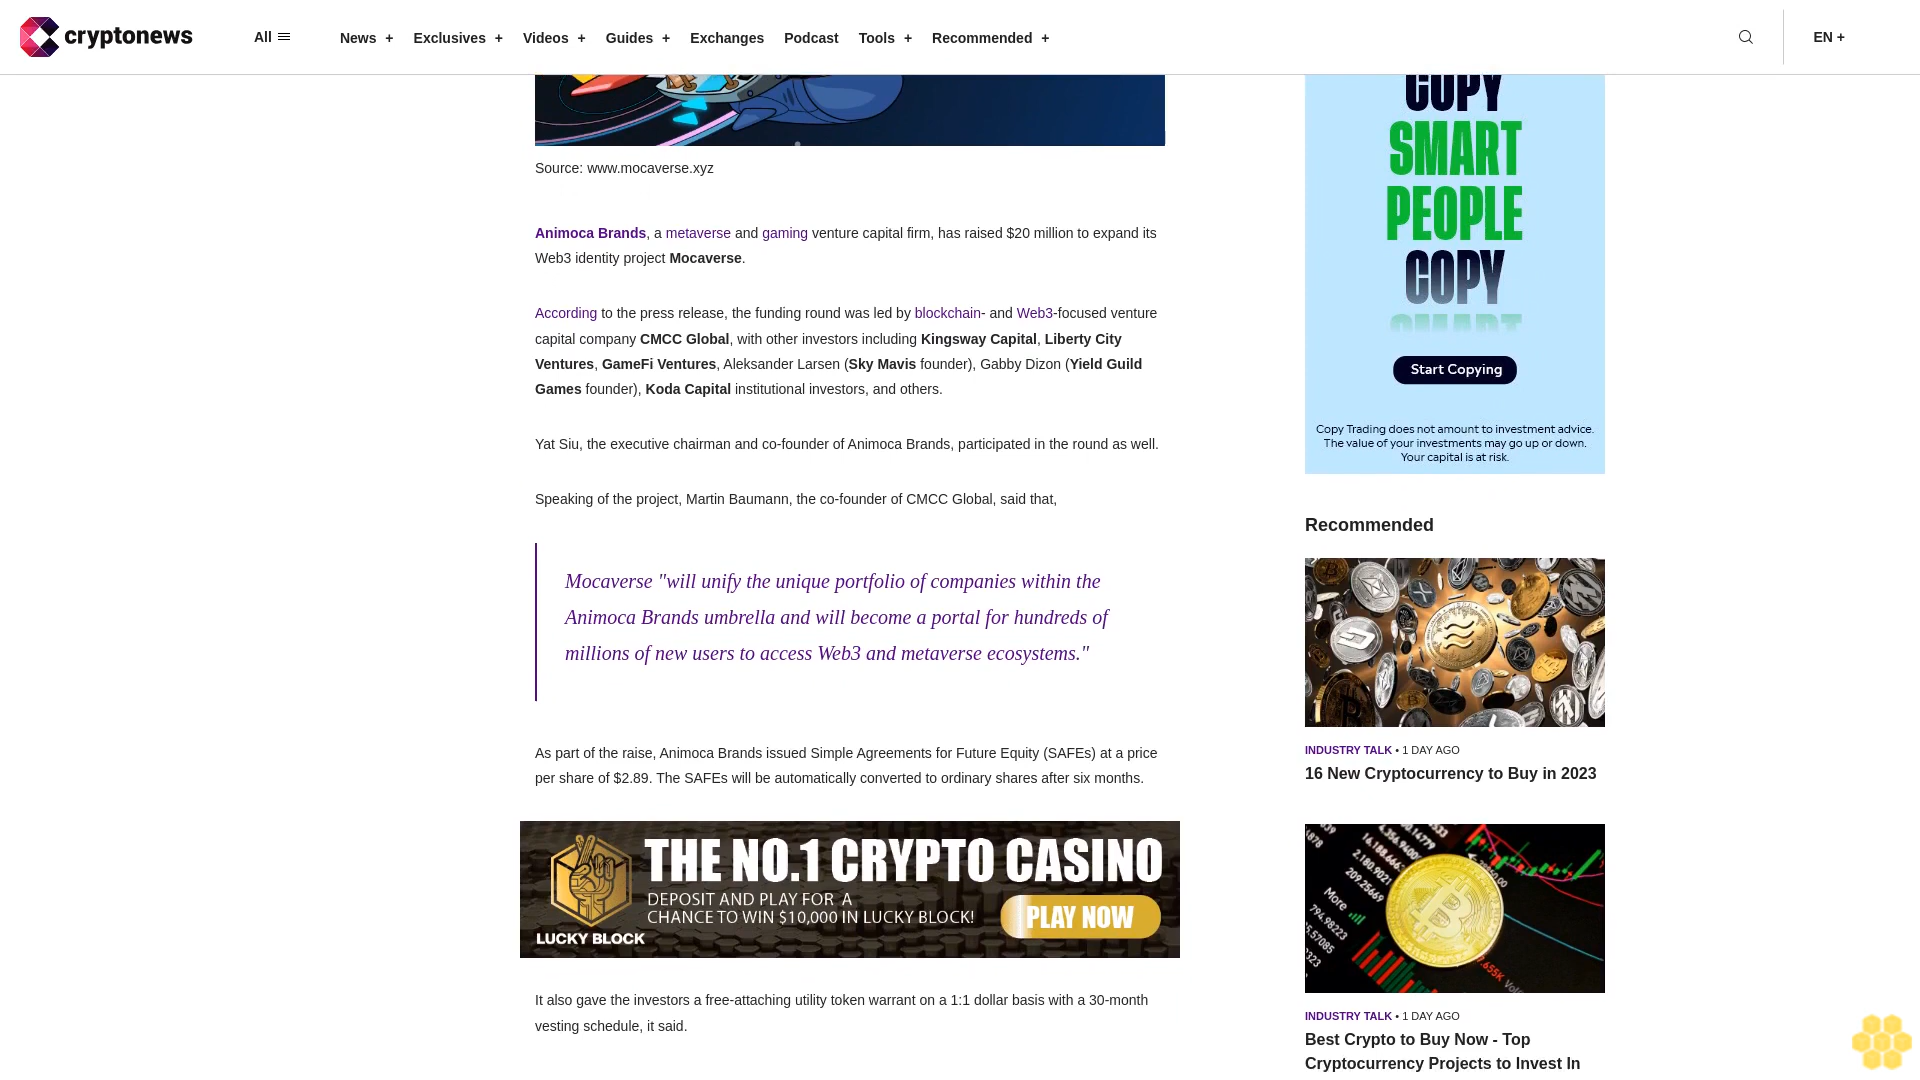 cryptonews
All
News +
Exclusives +
Videos +
Guides +
Exchanges
Podcast
Tools +
Recommended +
EN +
Source: www.mocaverse.xyz
Animoca Brands, a metaverse and gaming venture capital firm, has raised $20 million to expand its
Web3 identity project Mocaverse.
According to the press release, the funding round was led by blockchain- and Web3-focused venture
capital company CMCC Global, with other investors including Kingsway Capital, Liberty City
Ventures, GameFi Ventures, Aleksander Larsen (Sky Mavis founder), Gabby Dizon (Yield Guild
Games founder), Koda Capital institutional investors, and others.
Yat Siu, the executive chairman and co-founder of Animoca Brands, participated in the round as well.
Speaking of the project, Martin Baumann, the co-founder of CMCC Global, said that,
Mocaverse "will unify the unique portfolio of companies within the
Animoca Brands umbrella and will become a portal for hundreds of
millions of new users to access Web3 and metaverse ecosystems."
As part of the raise, Animoca Brands issued Simple Agreements for Future Equity (SAFEs) at a price
per share of $2.89. The SAFEs will be automatically converted to ordinary shares after six months.
THE NO.1 CRYPTO CASINO
DEPOSIT AND PLAY FOR A
CHANCE TO WIN $10,000 IN LUCKY BLOCK!
PLAY NOW
LUCKY BLOCK
It also gave the investors a free-attaching utility token warrant on a 1:1 dollar basis with a 30-month
vesting schedule, it said.
COPY
SMART
PEOPLE
COPY
SMART
Start Copying
Copy Trading does not amount to investment advice.
The value of your investments may go up or down.
Your capital is at risk.
Recommended
INDUSTRY TALK • 1 DAY AGO
16 New Cryptocurrency to Buy in 2023
More
209.25669
794.98223
INDUSTRY TALK • 1 DAY AGO
Best Crypto to Buy Now - Top
Cryptocurrency Projects to Invest In